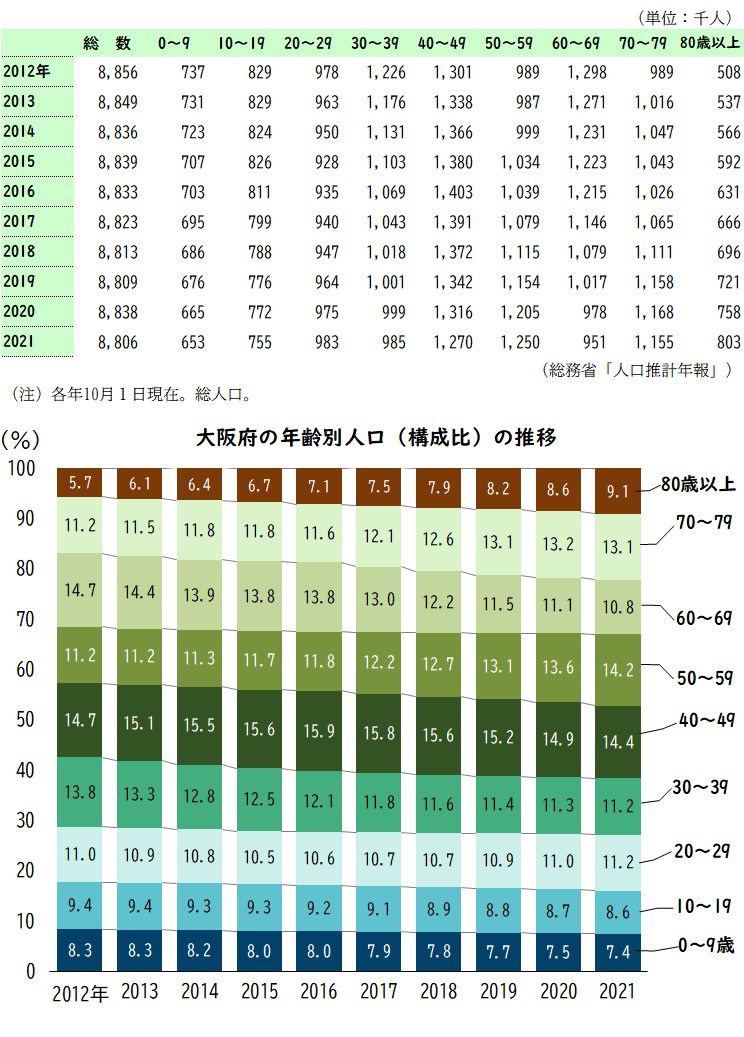 （単位：千人）
総　数 0～9 10～19 20～29 30～39 40～49 50～59 60～69 70～79 80歳以上
2012年 8,856 737 829 978 1,226 1,301 989 1,298 989 508
2013 8,849 731 829 963 1,176 1,338 987 1,271 1,016 537
2014 8,836 723 824 950 1,131 1,366 999 1,231 1,047 566
2015 8,839 707 826 928 1,103 1,380 1,034 1,223 1,043 592
2016 8,833 703 811 935 1,069 1,403 1,039 1,215 1,026 631
2017 8,823 695 799 940 1,043 1,391 1,079 1,146 1,065 666
2018 8,813 686 788 947 1,018 1,372 1,115 1,079 1,111 696
2019 8,809 676 776 964 1,001 1,342 1,154 1,017 1,158 721
2020 8,838 665 772 975 999 1,316 1,205 978 1,168 758
2021 8,806 653 755 983 985 1,270 1,250 951 1,155 803
（総務省「人口推計年報」）
（注）各年10月１日現在。総人口。
大阪府の年齢別人口（構成比）の推移
(%)
100
5.7 6.1 6.4 6.7 7.1 7.5 7.9 8.2 8.6 9.1 80歳以上
90
11.2 11.5 11.8 11.8 11.6 12.1 12.6 13.1 13.2 13.1 70～79
80
14.7 14.4 13.9 13.8 13.8 13.0 12.2 11.5 11.1 10.8 60～69
70
11.2 11.2 11.3 11.7 11.8 12.2 12.7 13.1 13.6 14.2 50～59
60
50
14.7 15.1 15.5 15.6 15.9 15.8 15.6 15.2 14.9 14.4 40～49
40
13.8 13.3 12.8 12.5 12.1 11.8 11.6 11.4 11.3 11.2 30～39
30
11.0 10.9 10.8 10.5 10.6 10.7 10.7 10.9 11.0 11.2 20～29
20
9.4 9.4 9.3 9.3 9.2 9.1 8.9 8.8 8.7 8.6 10～19
10
8.3 8.3 8.2 8.0 8.0 7.9 7.8 7.7 7.5 7.4 0～9歳
0
2012年 2013 2014 2015 2016 2017 2018 2019 2020 2021